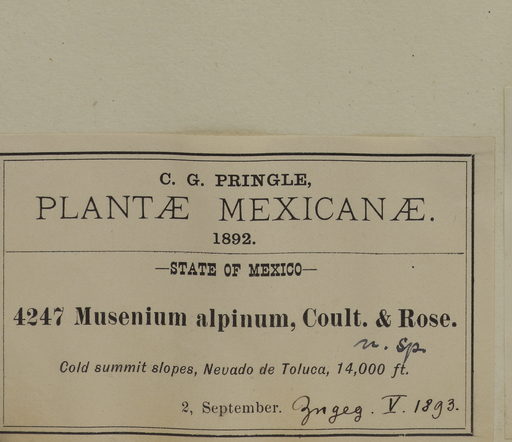 C. G. PRINGLE,
PLANTÆ MEXICANÆ.
1892.
—STATE OF MEXICO—
4247 Musenium alpinum, Coult. & Rose.
n. sp.
Cold summit slopes, Nevado de Toluca, 14,000 ft.
2, September. Zugeg. V. 1893.